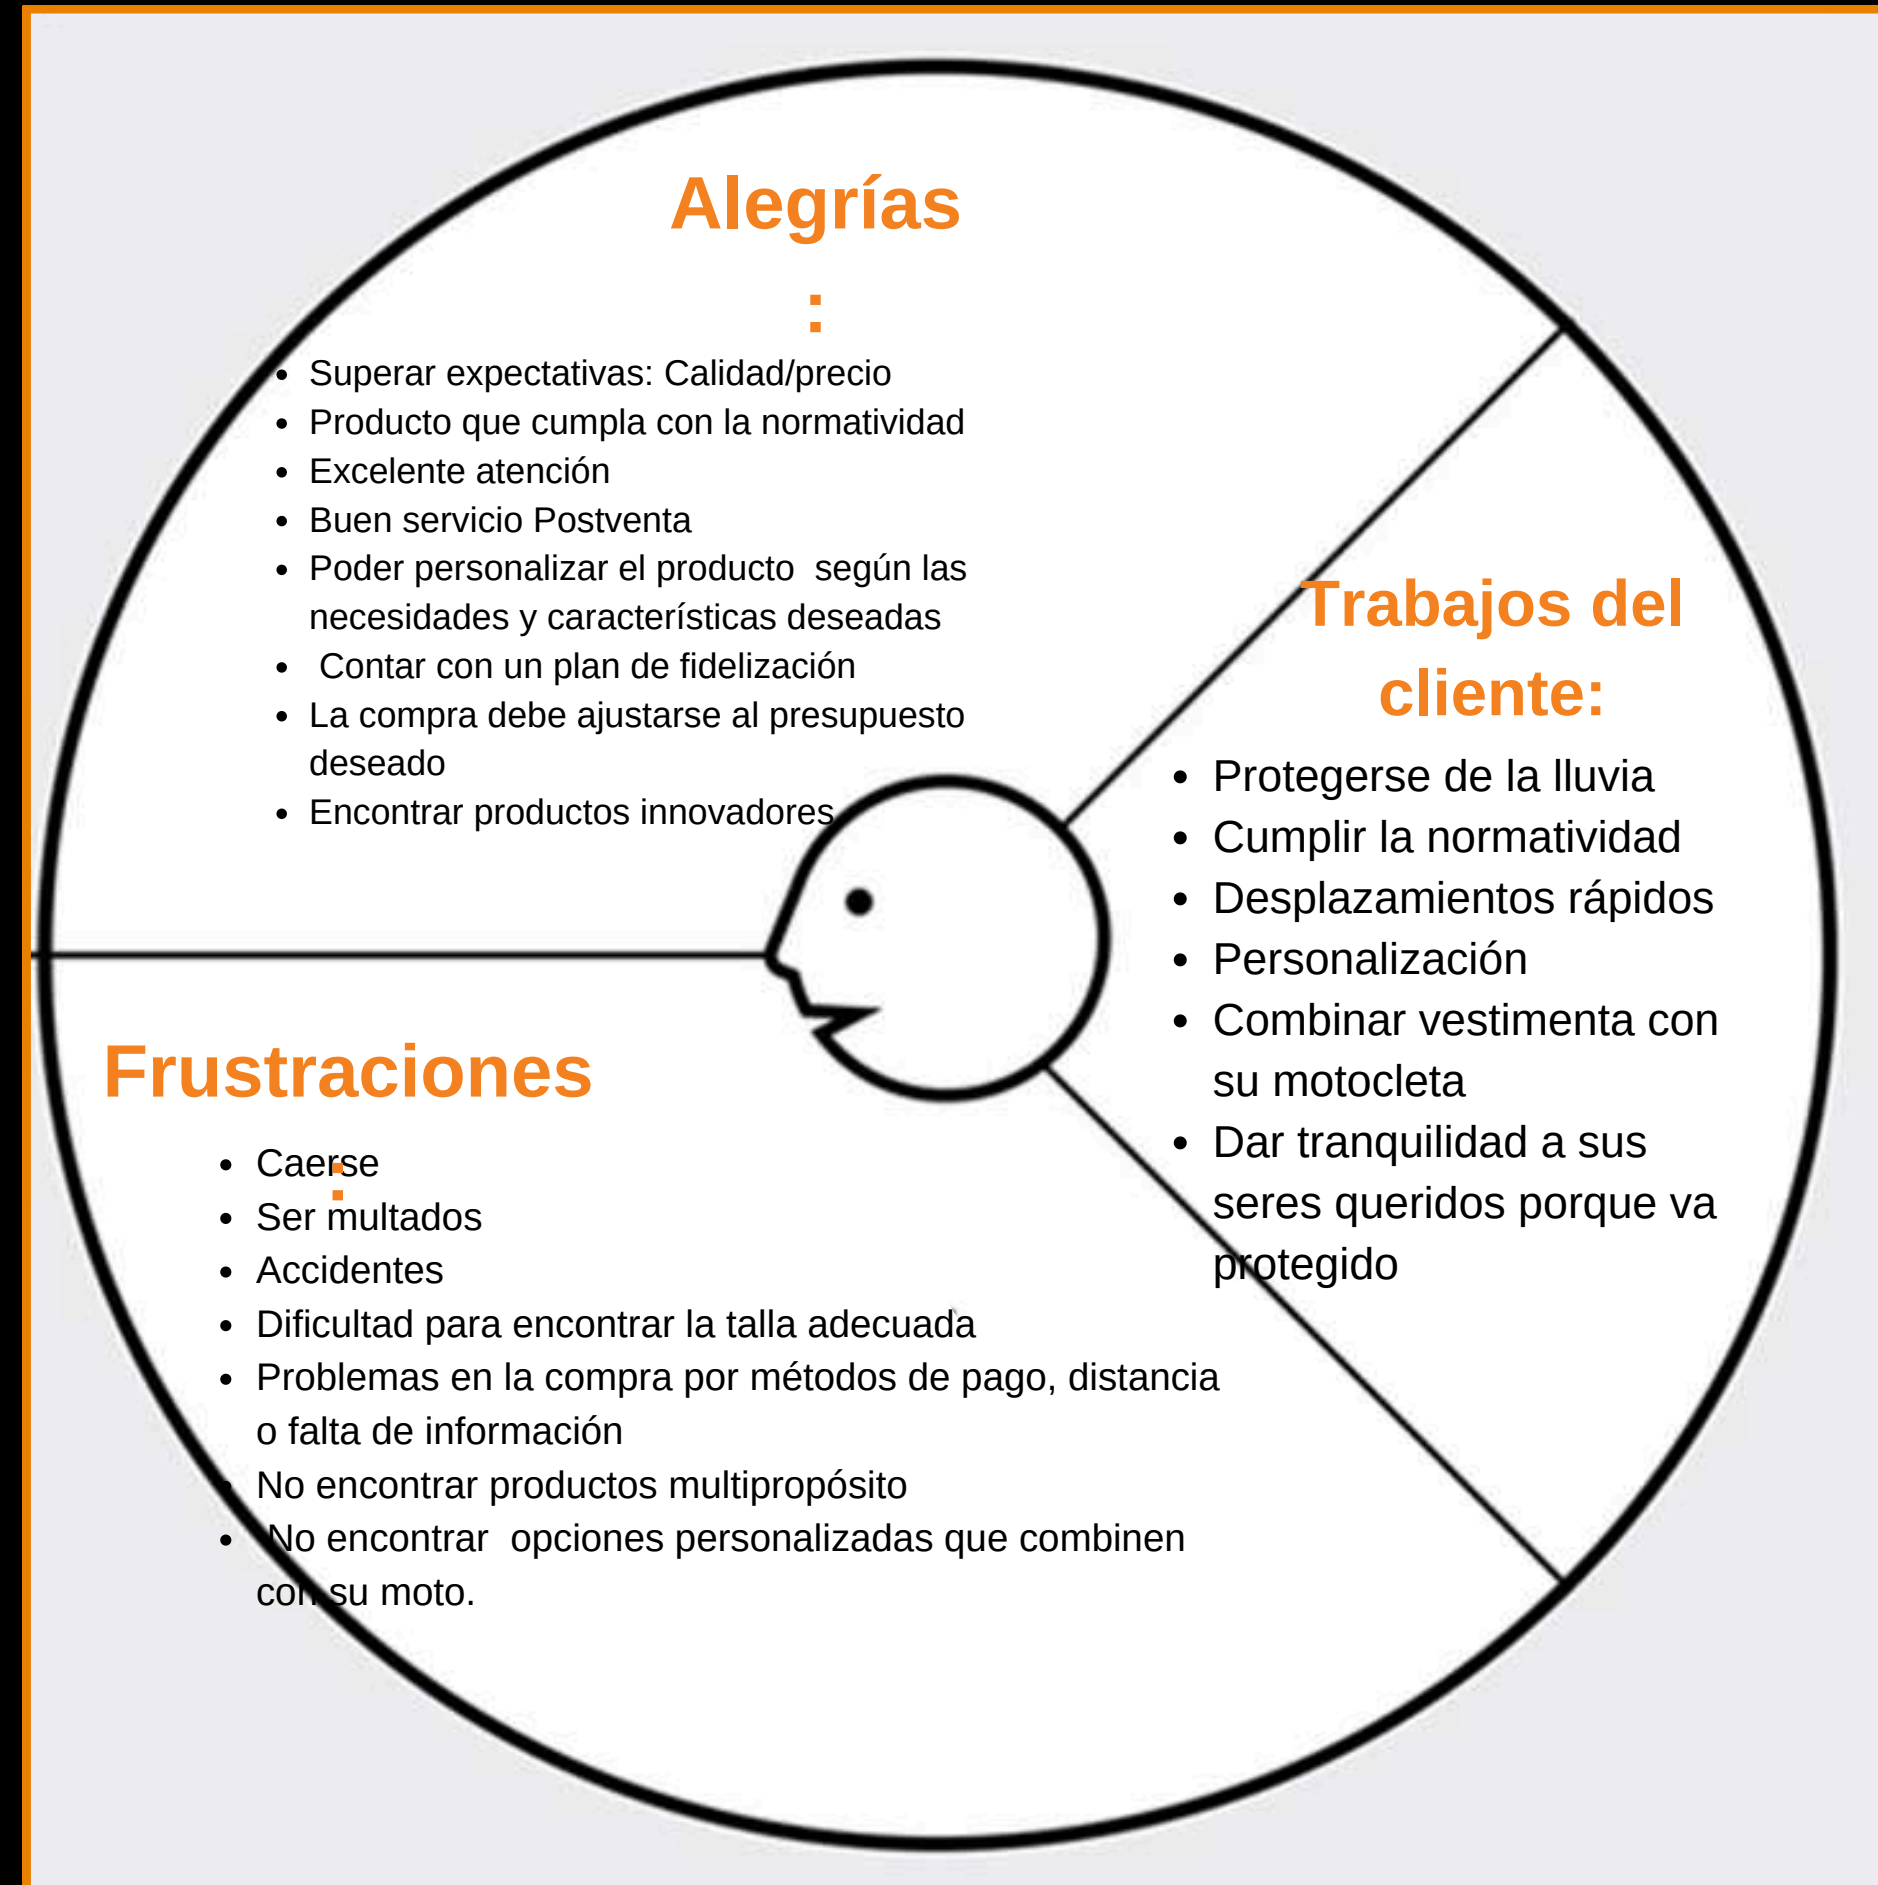 Alegrías
:
• Superar expectativas: Calidad/precio
• Producto que cumpla con la normatividad
• Excelente atención
• Buen servicio Postventa
• Poder personalizar el producto  según las
necesidades y características deseadas
•  Contar con un plan de fidelización
• La compra debe ajustarse al presupuesto
deseado
• Encontrar productos innovadores
Trabajos del
cliente:
• Protegerse de la lluvia
• Cumplir la normatividad
• Desplazamientos rápidos
• Personalización
• Combinar vestimenta con
su motocleta
• Dar tranquilidad a sus
seres queridos porque va
protegido
Frustraciones
:
• Caerse
• Ser multados
• Accidentes
• Dificultad para encontrar la talla adecuada
• Problemas en la compra por métodos de pago, distancia
o falta de información
• No encontrar productos multipropósito
•  No encontrar  opciones personalizadas que combinen
con su moto.